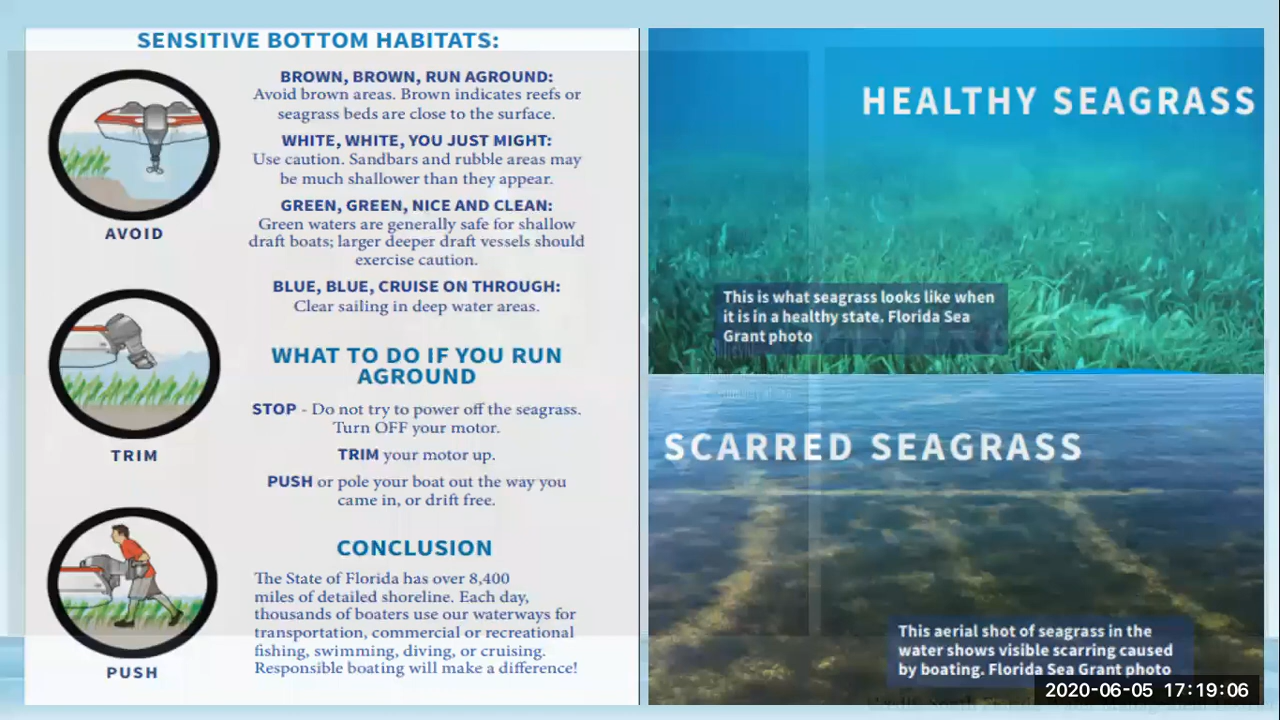 SENSITIVE BOTTOM HABITATS:
BROWN, BROWN, RUN AGROUND:
Avoid brown areas. Brown indicates reefs or
seagrass beds are close to the surface.
WHITE, WHITE, YOU JUST MIGHT:
Use caution. Sandbars and rubble areas may
be much shallower than they appear.
GREEN, GREEN, NICE AND CLEAN:
Green waters are generally safe for shallow
draft boats; larger deeper draft vessels should
exercise caution.
BLUE, BLUE, CRUISE ON THROUGH:
Clear sailing in deep water areas.
AVOID
WHAT TO DO IF YOU RUN
AGROUND
STOP - Do not try to power off the seagrass.
Turn OFF your motor.
TRIM your motor up.
PUSH or pole your boat out the way you
came in, or drift free.
TRIM
CONCLUSION
The State of Florida has over 8,400
miles of detailed shoreline. Each day,
thousands of boaters use our waterways for
transportation, commercial or recreational
fishing, swimming, diving, or cruising.
Responsible boating will make a difference!
PUSH
HEALTHY SEAGRASS
This is what seagrass looks like when
it is in a healthy state. Florida Sea
Grant photo
SCARRED SEAGRASS
This aerial shot of seagrass in the
water shows visible scarring caused
by boating. Florida Sea Grant photo
2020-06-05 17:19:06